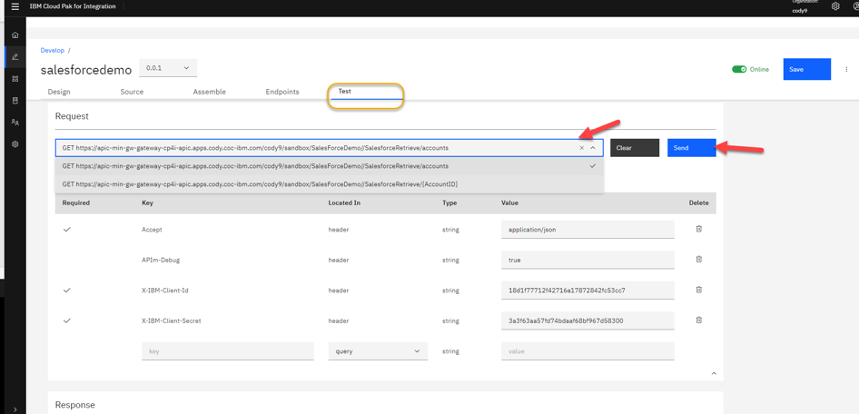 IBM Cloud Pak for Integration
Organization
cody9
Develop /
salesforcedemo 0.0.1
Online
Save
Design Source Assemble Endpoints Test
Request
GET https://apic-min-gw-gateway-cp4i-apic.apps.cody.coc-ibm.com/cody9/sandbox/SalesForceDemo//SalesforceRetrieve/accounts
Clear
Send
GET https://apic-min-gw-gateway-cp4i-apic.apps.cody.coc-ibm.com/cody9/sandbox/SalesForceDemo//SalesforceRetrieve/accounts
GET https://apic-min-gw-gateway-cp4i-apic.apps.cody.coc-ibm.com/cody9/sandbox/SalesForceDemo//SalesforceRetrieve/{AccountID}
Required Key Located In Type Value Delete
Accept header string application/json
APIm-Debug header string true
X-IBM-Client-Id header string 18d1f77712f42716a17872842fc53cc7
X-IBM-Client-Secret header string 3a3f63aa57fd74bdaaf68bf967d58300
key query string value
Response